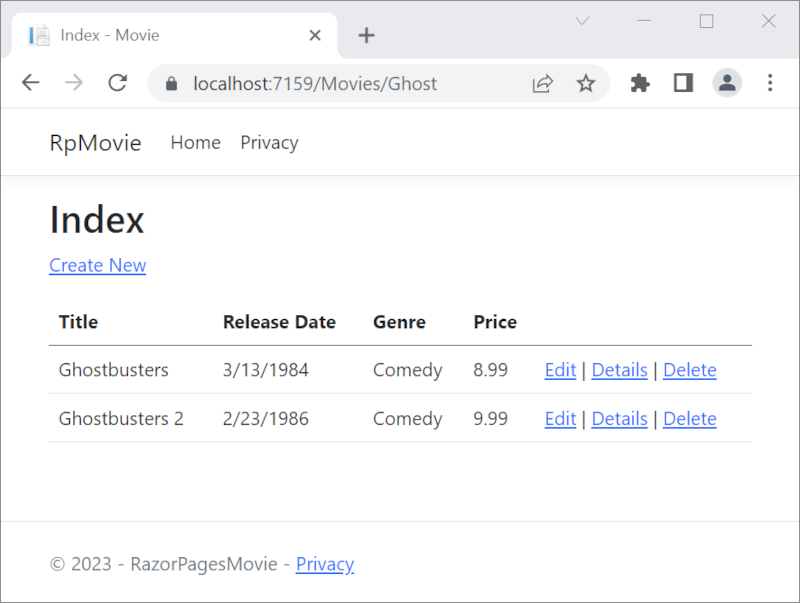 Index - Movie
localhost:7159/Movies/Ghost
RpMovie Home Privacy
Index
Create New
Title Release Date Genre Price
Ghostbusters 3/13/1984 Comedy 8.99 Edit | Details | Delete
Ghostbusters 2 2/23/1986 Comedy 9.99 Edit | Details | Delete
© 2023 - RazorPagesMovie - Privacy